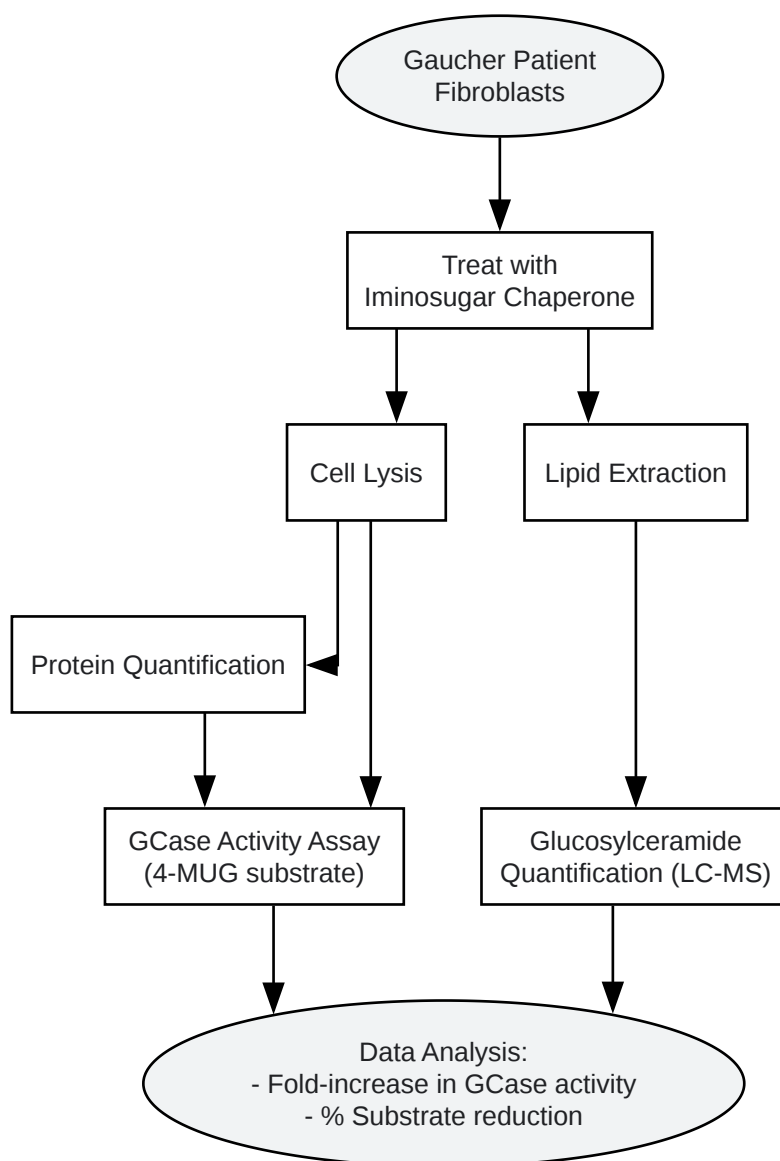 Gaucher Patient
Fibroblasts
Treat with
Iminosugar Chaperone
Cell Lysis
Lipid Extraction
Protein Quantification
GCase Activity Assay
(4-MUG substrate)
Glucosylceramide
Quantification (LC-MS)
Data Analysis:
- Fold-increase in GCase activity
- % Substrate reduction